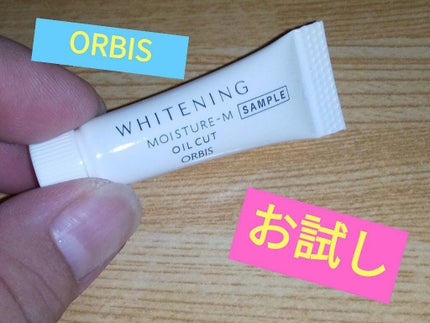 ORBIS
WHITENING
MOISTURE-M SAMPLE
OIL CUT
ORBIS
お試し